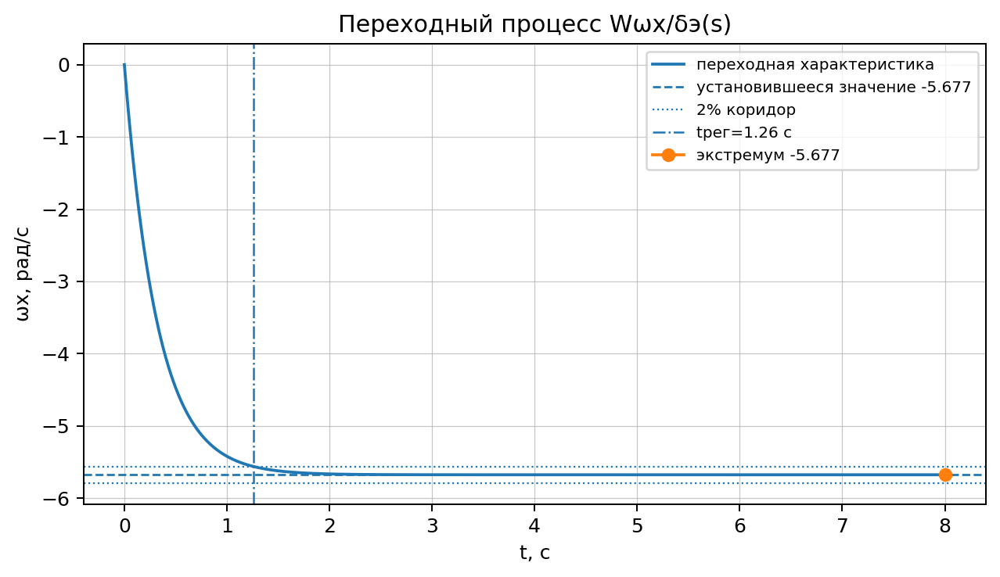 Переходный процесс Wωx/δэ(s)
переходная характеристика
установившееся значение -5.677
2% коридор
tрег=1.26 с
экстремум -5.677
ωx, рад/с
0
−1
−2
−3
−4
−5
−6
0 1 2 3 4 5 6 7 8
t, с